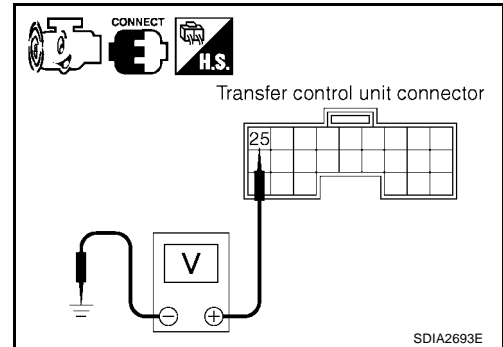 CONNECT
H.S.
Transfer control unit connector
25
V
− +
SDIA2693E